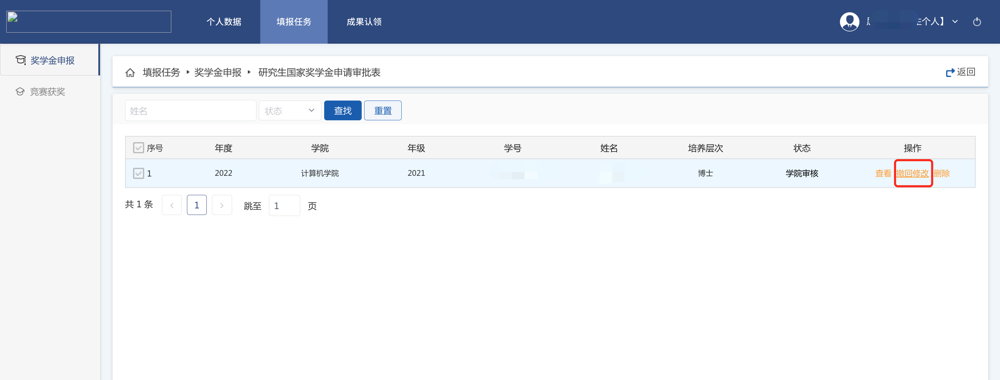 个人数据 填报任务 成果认领 个人】
奖学金申报
竞赛获奖
填报任务 奖学金申报 研究生国家奖学金申请审批表 返回
姓名 状态 查找 重置
序号 年度 学院 年级 学号 姓名 培养层次 状态 操作
1 2022 计算机学院 2021 博士 学院审核 查看 撤回修改 删除
共 1 条 1 跳至 1 页